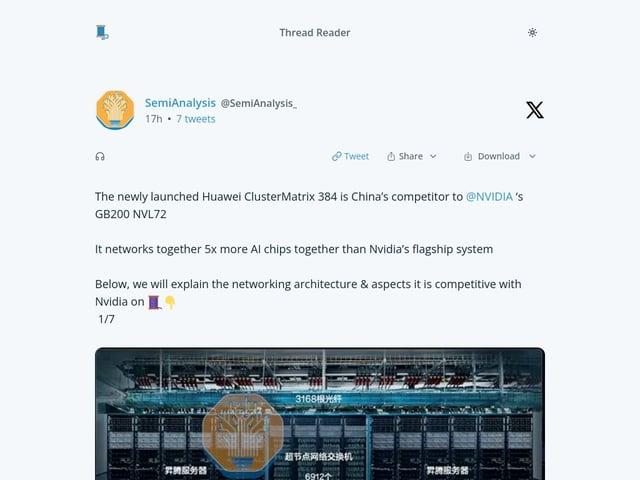 Thread Reader
SemiAnalysis @SemiAnalysis_
17h • 7 tweets
Tweet Share Download
The newly launched Huawei ClusterMatrix 384 is China’s competitor to @NVIDIA ‘s
GB200 NVL72
It networks together 5x more AI chips together than Nvidia’s flagship system
Below, we will explain the networking architecture & aspects it is competitive with
Nvidia on 🧵👇
1/7
3168根光纤
超节点网络交换机
昇腾服务器
昇腾服务器
6912个